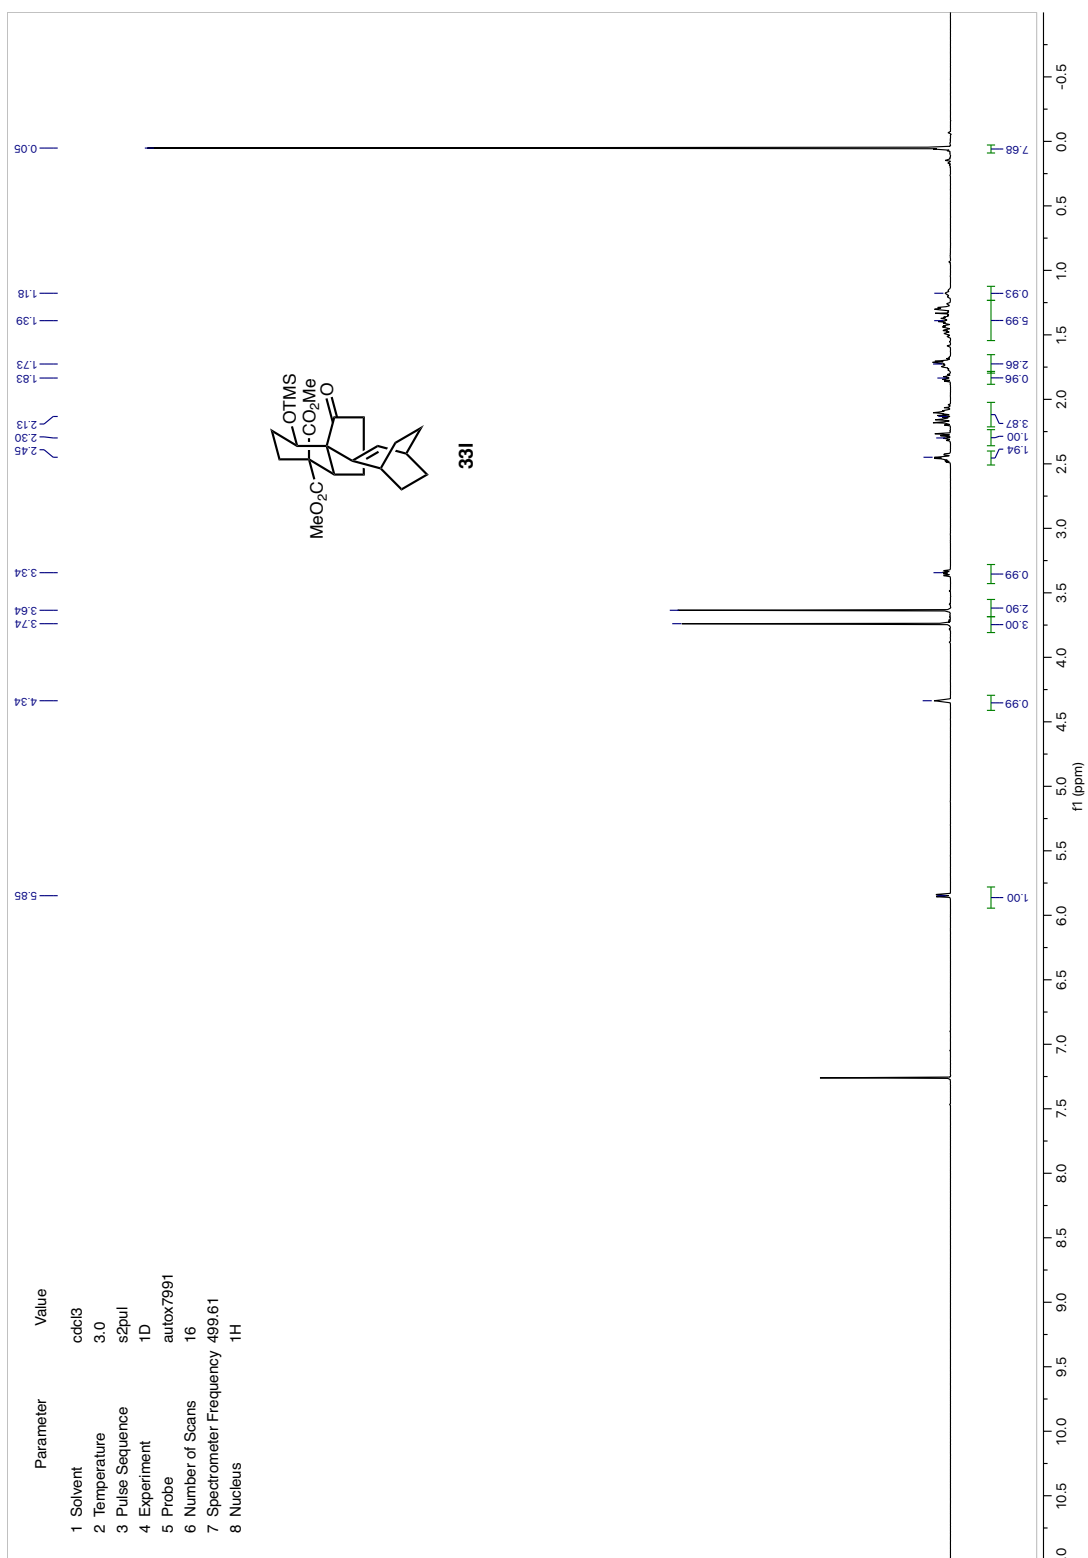 Parameter Value
1 Solvent cdcl3
2 Temperature 3.0
3 Pulse Sequence s2pul
4 Experiment 1D
5 Probe autox7991
6 Number of Scans 16
7 Spectrometer Frequency 499.61
8 Nucleus 1H
5.85
4.34
3.74
3.64
3.34
2.45
2.30
2.13
1.83
1.73
1.39
1.18
0.05
OTMS
MeO₂C
CO₂Me
O
33l
1.00
0.99
3.00
2.90
0.99
1.94
1.00
3.87
0.96
2.86
5.99
0.93
7.68
0 10.5 10.0 9.5 9.0 8.5 8.0 7.5 7.0 6.5 6.0 5.5 5.0 4.5 4.0 3.5 3.0 2.5 2.0 1.5 1.0 0.5 0.0 -0.5
f1 (ppm)